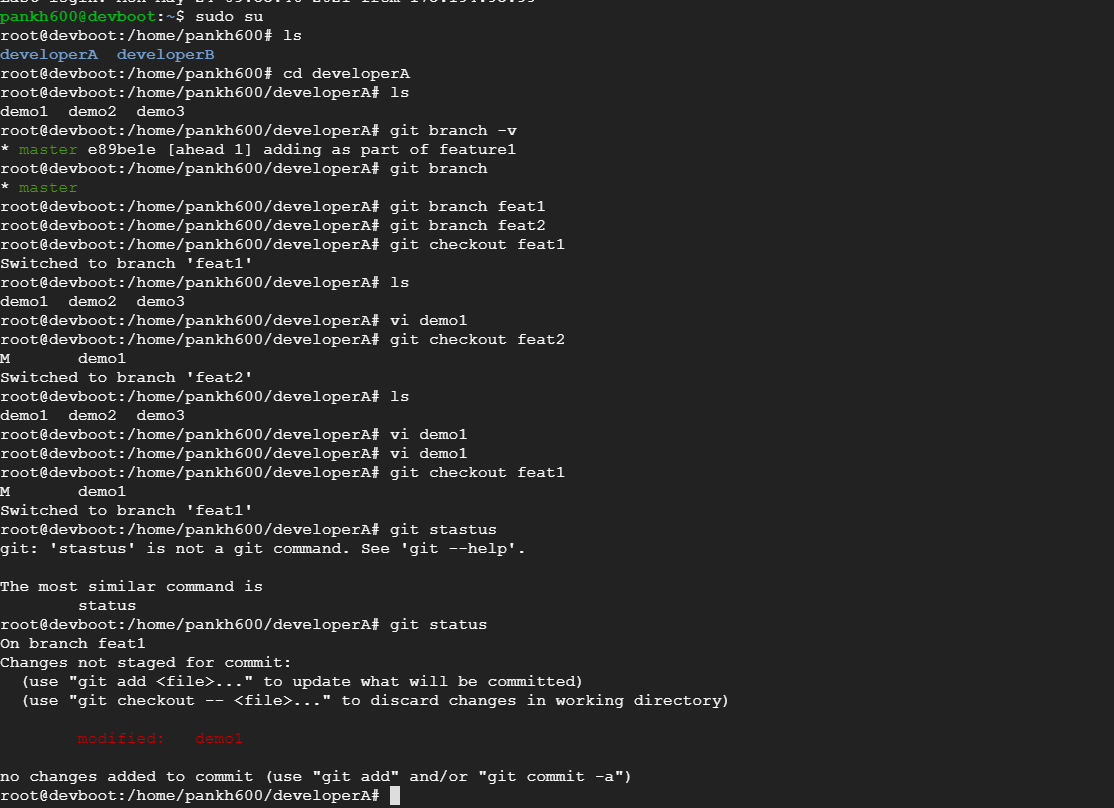 pankh600@devboot:~$ sudo su
root@devboot:/home/pankh600# ls
developerA  developerB
root@devboot:/home/pankh600# cd developerA
root@devboot:/home/pankh600/developerA# ls
demo1  demo2  demo3
root@devboot:/home/pankh600/developerA# git branch -v
* master e89be1e [ahead 1] adding as part of feature1
root@devboot:/home/pankh600/developerA# git branch
* master
root@devboot:/home/pankh600/developerA# git branch feat1
root@devboot:/home/pankh600/developerA# git branch feat2
root@devboot:/home/pankh600/developerA# git checkout feat1
Switched to branch 'feat1'
root@devboot:/home/pankh600/developerA# ls
demo1  demo2  demo3
root@devboot:/home/pankh600/developerA# vi demo1
root@devboot:/home/pankh600/developerA# git checkout feat2
M       demo1
Switched to branch 'feat2'
root@devboot:/home/pankh600/developerA# ls
demo1  demo2  demo3
root@devboot:/home/pankh600/developerA# vi demo1
root@devboot:/home/pankh600/developerA# vi demo1
root@devboot:/home/pankh600/developerA# git checkout feat1
M       demo1
Switched to branch 'feat1'
root@devboot:/home/pankh600/developerA# git stastus
git: 'stastus' is not a git command. See 'git --help'.

The most similar command is
        status
root@devboot:/home/pankh600/developerA# git status
On branch feat1
Changes not staged for commit:
  (use "git add <file>..." to update what will be committed)
  (use "git checkout -- <file>..." to discard changes in working directory)

        modified:   demo1

no changes added to commit (use "git add" and/or "git commit -a")
root@devboot:/home/pankh600/developerA#